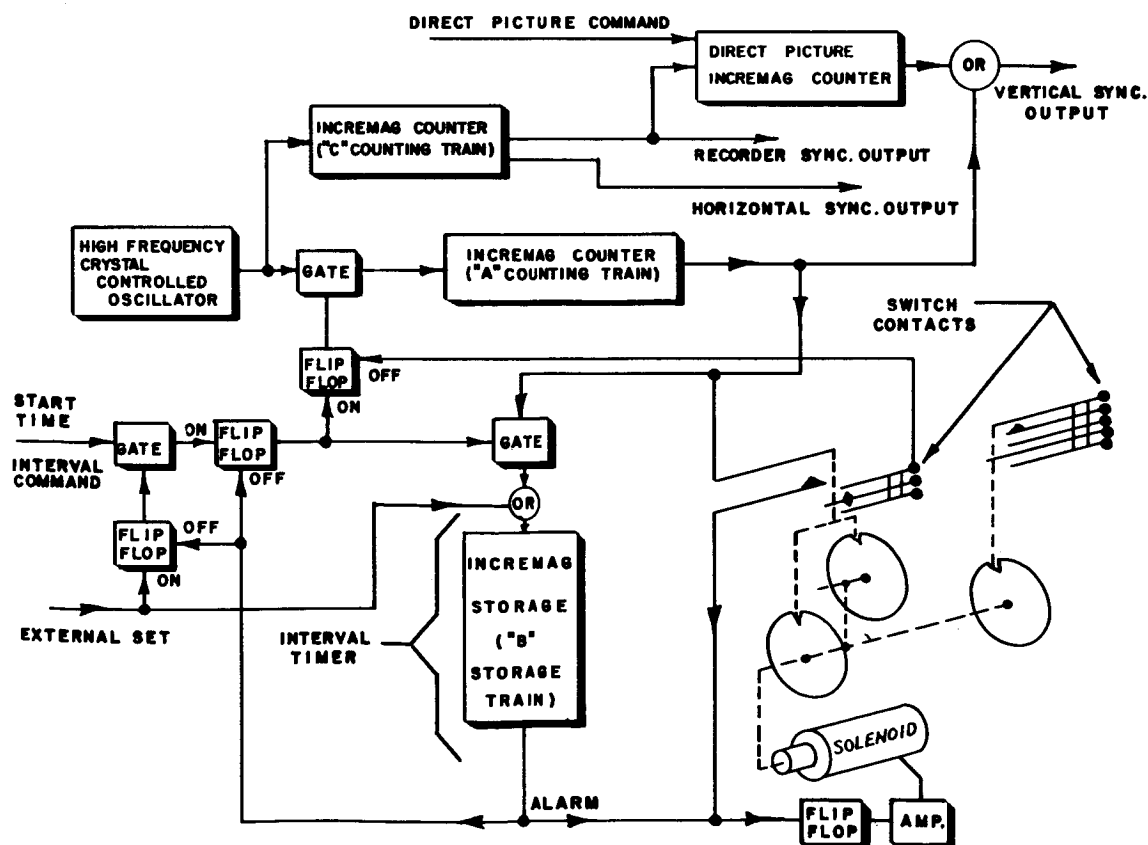 DIRECT PICTURE COMMAND
DIRECT PICTURE
INCREMAG COUNTER
OR
VERTICAL SYNC.
OUTPUT
INCREMAG COUNTER
("C" COUNTING TRAIN)
RECORDER SYNC. OUTPUT
HORIZONTAL SYNC. OUTPUT
HIGH FREQUENCY
CRYSTAL
CONTROLLED
OSCILLATOR
GATE
INCREMAG COUNTER
("A" COUNTING TRAIN)
SWITCH
CONTACTS
FLIP
FLOP
OFF
ON
START
TIME
INTERVAL
COMMAND
GATE
ON
FLIP
FLOP
OFF
GATE
OR
FLIP
FLOP
OFF
ON
EXTERNAL SET
INTERVAL
TIMER
INCREMAG
STORAGE
("B"
STORAGE
TRAIN)
SOLENOID
ALARM
FLIP
FLOP
AMP.